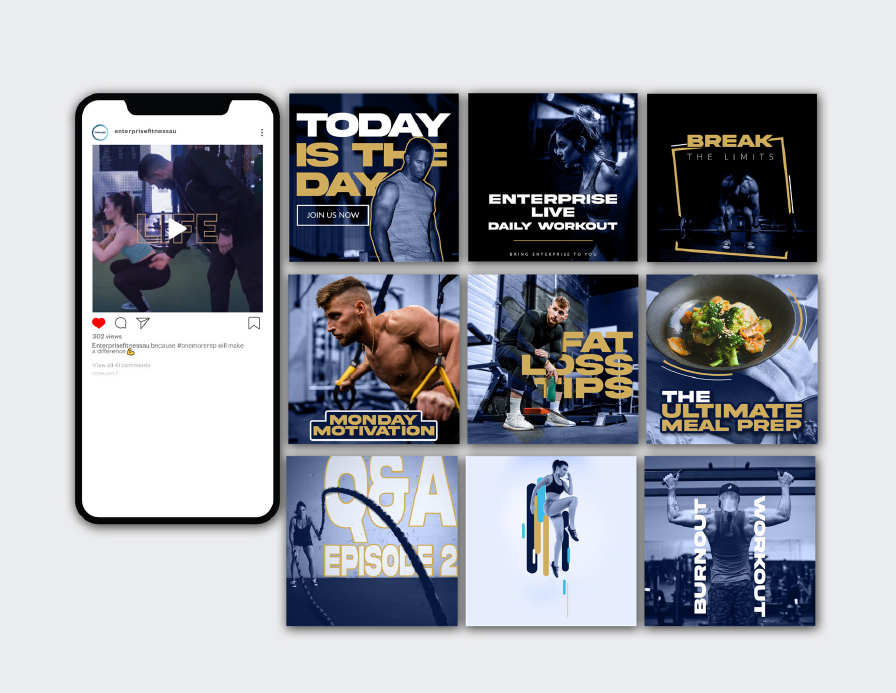 enterprisefitnessau
LIFE
302 views
Enterprisefitnessau because #onemorerep will make
a difference💪
View all 41 comments
FEBRUARY 7
TODAY
IS THE
DAY
JOIN US NOW
ENTERPRISE
LIVE
DAILY WORKOUT
BRING ENTERPRISE TO YOU
BREAK
THE LIMITS
MONDAY
MOTIVATION
FAT
LOSS
TIPS
THE
ULTIMATE
MEAL PREP
Q&A
EPISODE 2
BURNOUT
WORKOUT